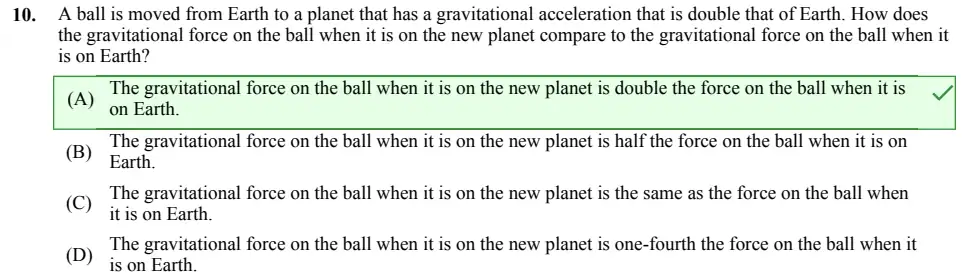 10. A ball is moved from Earth to a planet that has a gravitational acceleration that is double that of Earth. How does
the gravitational force on the ball when it is on the new planet compare to the gravitational force on the ball when it
is on Earth?
(A) The gravitational force on the ball when it is on the new planet is double the force on the ball when it is
on Earth.
(B) The gravitational force on the ball when it is on the new planet is half the force on the ball when it is on
Earth.
(C) The gravitational force on the ball when it is on the new planet is the same as the force on the ball when
it is on Earth.
(D) The gravitational force on the ball when it is on the new planet is one-fourth the force on the ball when it
is on Earth.